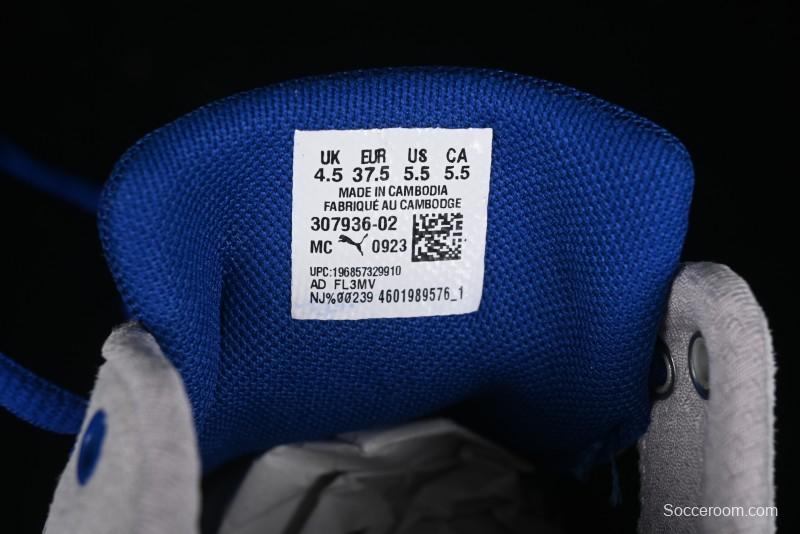 UK EUR US CA
4.5 37.5 5.5 5.5
MADE IN CAMBODIA
FABRIQUÉ AU CAMBODGE
307936-02
MC 0923
UPC:196857329910
AD FL3MV
NJ%00239 4601989576_1
Socceroom.com